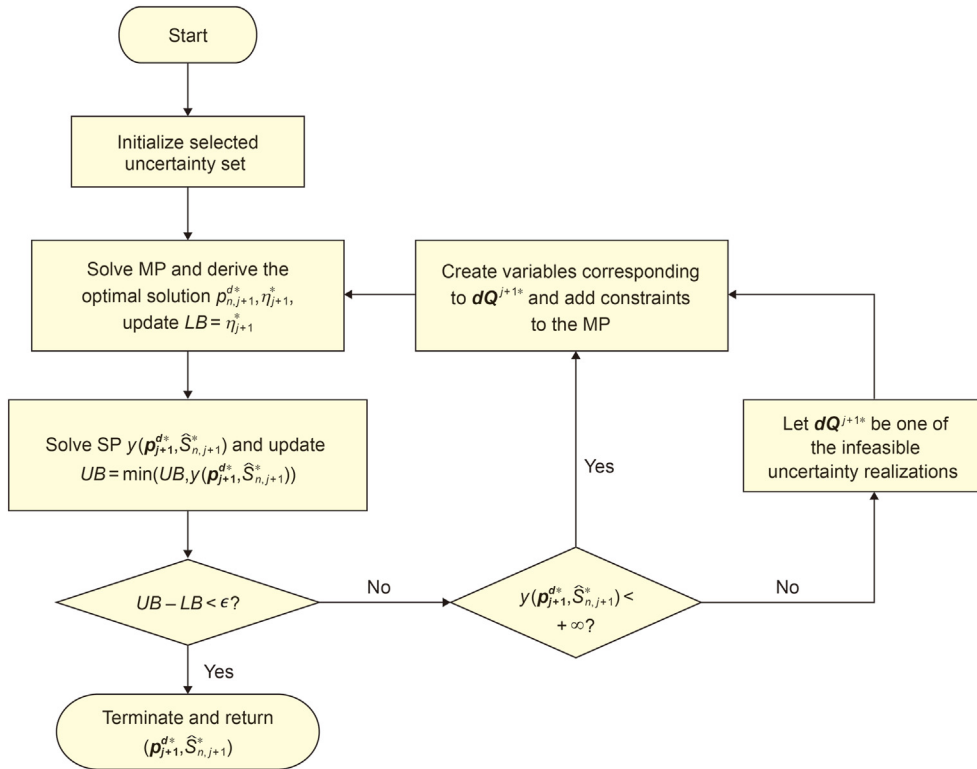 Start
Initialize selected
uncertainty set
Solve MP and derive the
optimal solution p^{d*}_{n,j+1}, η^*_{j+1},
update LB = η^*_{j+1}
Create variables corresponding
to dQ^{j+1*} and add constraints
to the MP
Solve SP y(p^{d*}_{j+1}, Ŝ^*_{n,j+1}) and update
UB = min(UB, y(p^{d*}_{j+1}, Ŝ^*_{n,j+1}))
Let dQ^{j+1*} be one of
the infeasible
uncertainty realizations
Yes
UB – LB < ϵ?
No
y(p^{d*}_{j+1}, Ŝ^*_{n,j+1}) <
+ ∞?
No
Yes
Terminate and return
(p^{d*}_{j+1}, Ŝ^*_{n,j+1})